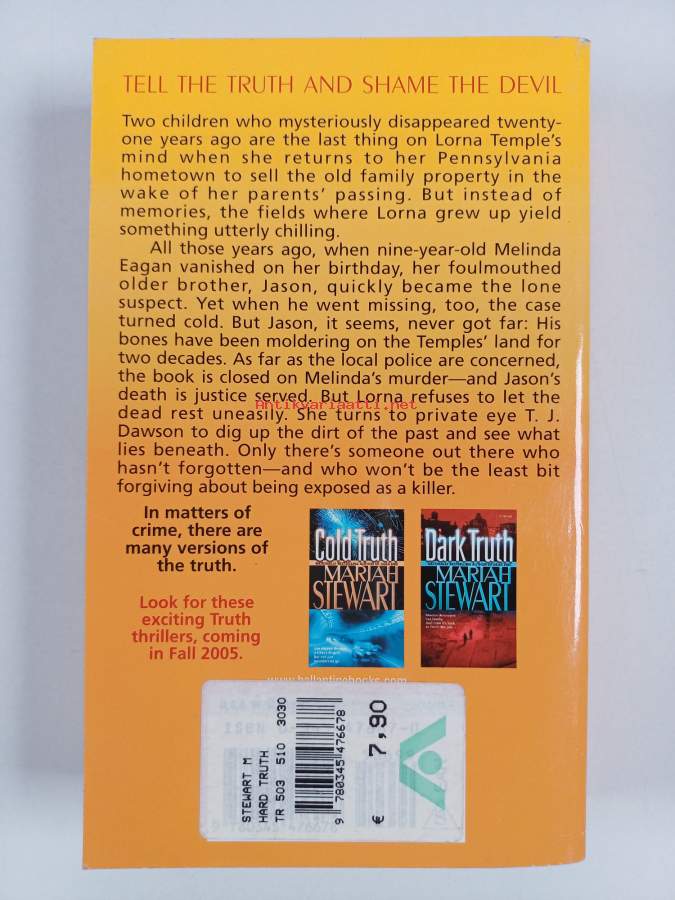 TELL THE TRUTH AND SHAME THE DEVIL
Two children who mysteriously disappeared twenty-
one years ago are the last thing on Lorna Temple's
mind when she returns to her Pennsylvania
hometown to sell the old family property in the
wake of her parents' passing. But instead of
memories, the fields where Lorna grew up yield
something utterly chilling.
All those years ago, when nine-year-old Melinda
Eagan vanished on her birthday, her foulmouthed
older brother, Jason, quickly became the lone
suspect. Yet when he went missing, too, the case
turned cold. But Jason, it seems, never got far: His
bones have been moldering on the Temples' land for
two decades. As far as the local police are concerned,
the book is closed on Melinda's murder—and Jason's
death is justice served. But Lorna refuses to let the
Antikvariaatti.net
dead rest uneasily. She turns to private eye T. J.
Dawson to dig up the dirt of the past and see what
lies beneath. Only there's someone out there who
hasn't forgotten—and who won't be the least bit
forgiving about being exposed as a killer.
In matters of
crime, there are
many versions of
the truth.
Look for these
exciting Truth
thrillers, coming
in Fall 2005.
Cold Truth
MARIAH
STEWART
Dark Truth
MARIAH
STEWART
www.ballantinebooks.com
STEWART M
HARD TRUTH
TR 503 510 3030
9 780345 476678
€ 7,90